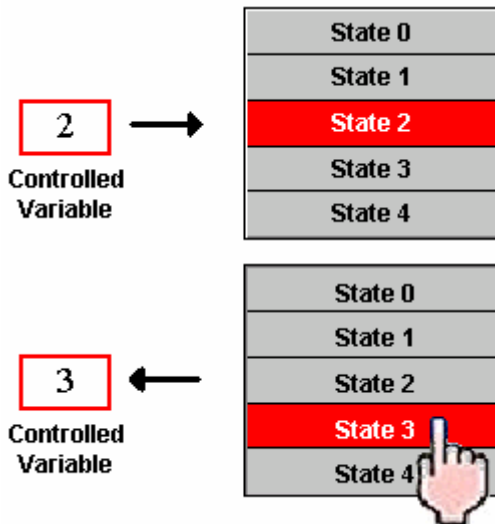 State 0
State 1
2
State 2
Controlled
Variable
State 3
State 4
State 0
State 1
3
State 2
Controlled
Variable
State 3
State 4